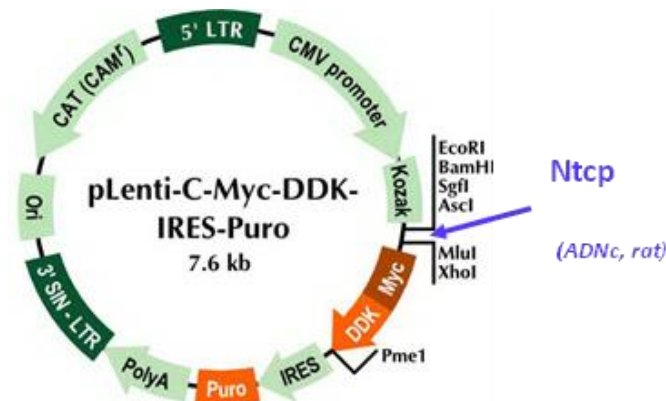 5' LTR
CMV promoter
Kozak
EcoRI
BamHI
SgfI
AscI
MluI
XhoI
Ntcp
(ADNc, rat)
Myc
DDK
Pme1
IRES
Puro
PolyA
3' SIN - LTR
Ori
CAT (CAMʳ)
pLenti-C-Myc-DDK-
IRES-Puro
7.6 kb